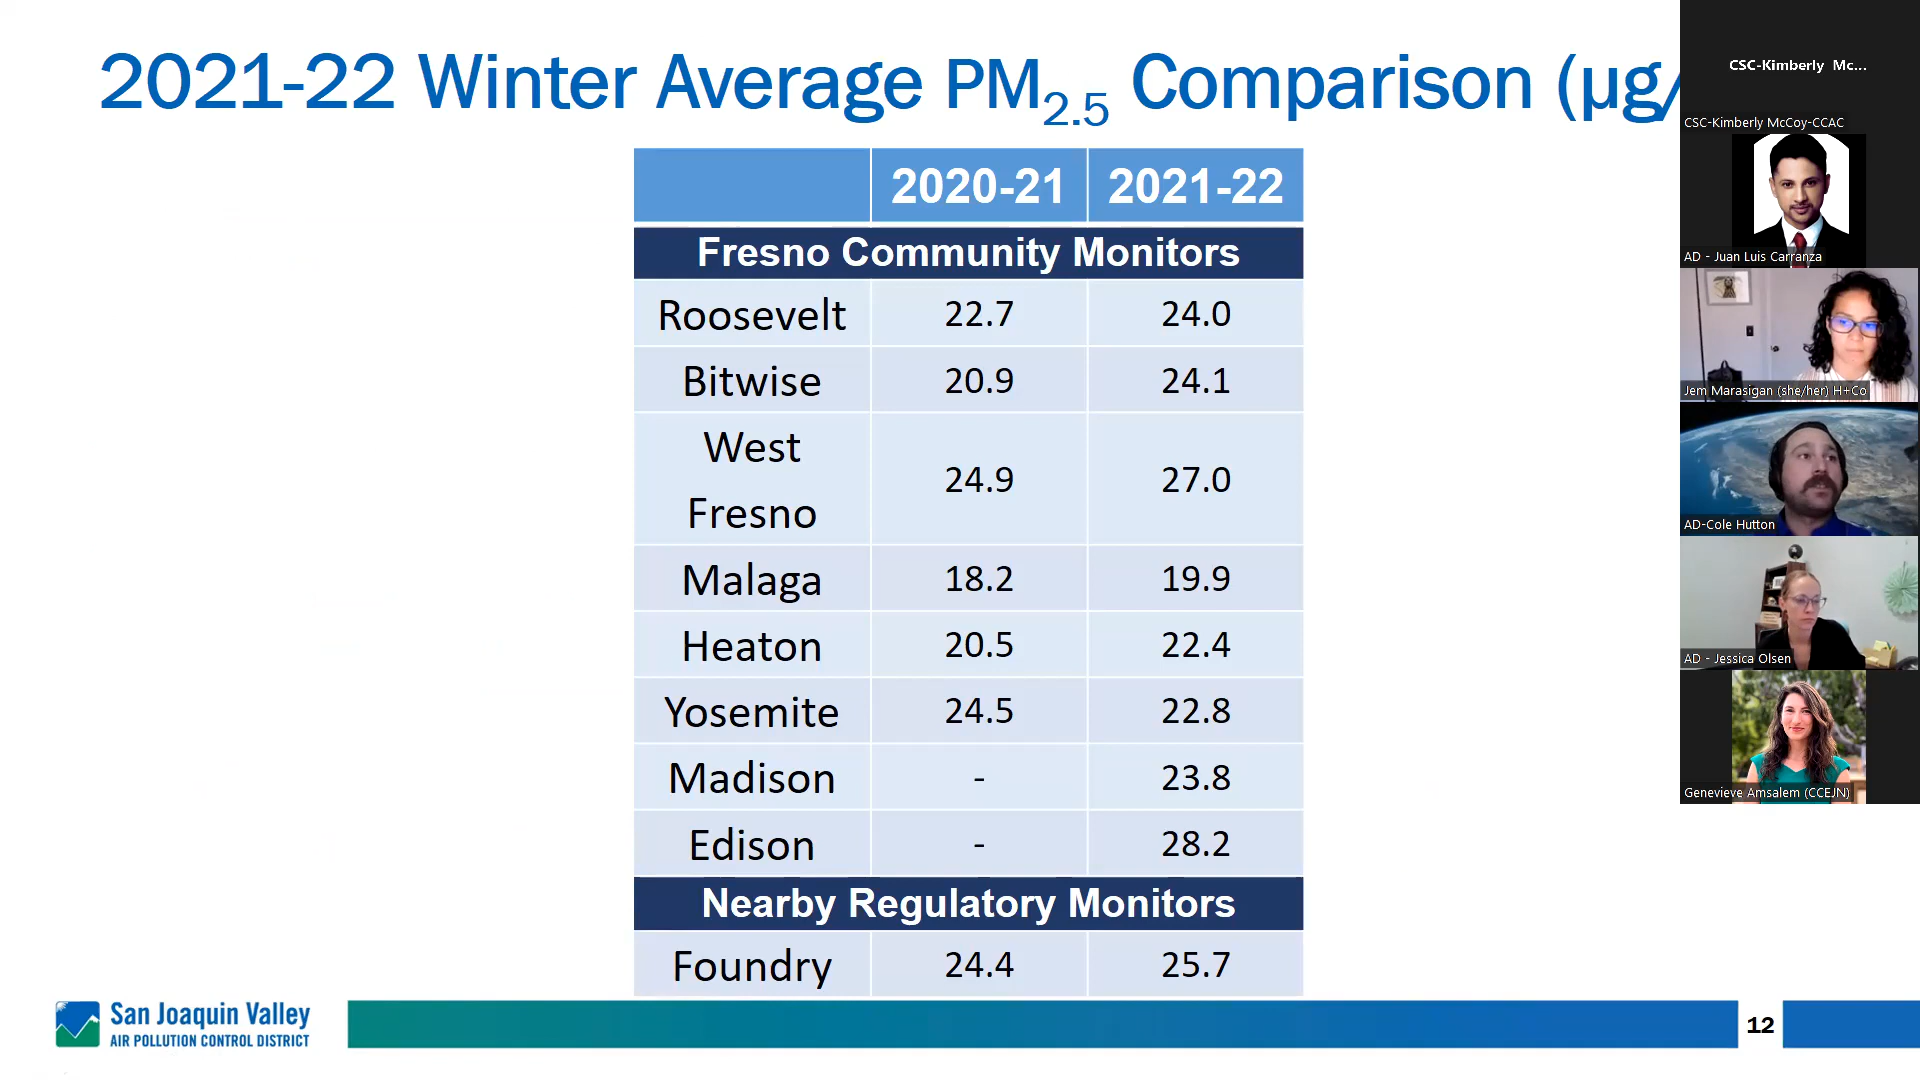 2021-22 Winter Average PM2.5 Comparison (µg/
2020-21 2021-22
Fresno Community Monitors
Roosevelt 22.7 24.0
Bitwise 20.9 24.1
West Fresno 24.9 27.0
Malaga 18.2 19.9
Heaton 20.5 22.4
Yosemite 24.5 22.8
Madison - 23.8
Edison - 28.2
Nearby Regulatory Monitors
Foundry 24.4 25.7
San Joaquin Valley
AIR POLLUTION CONTROL DISTRICT
12
CSC-Kimberly Mc...
CSC-Kimberly McCoy-CCAC
AD - Juan Luis Carranza
Jem Marasigan (she/her) H+Co
AD-Cole Hutton
AD - Jessica Olsen
Genevieve Amsalem (CCEJN)